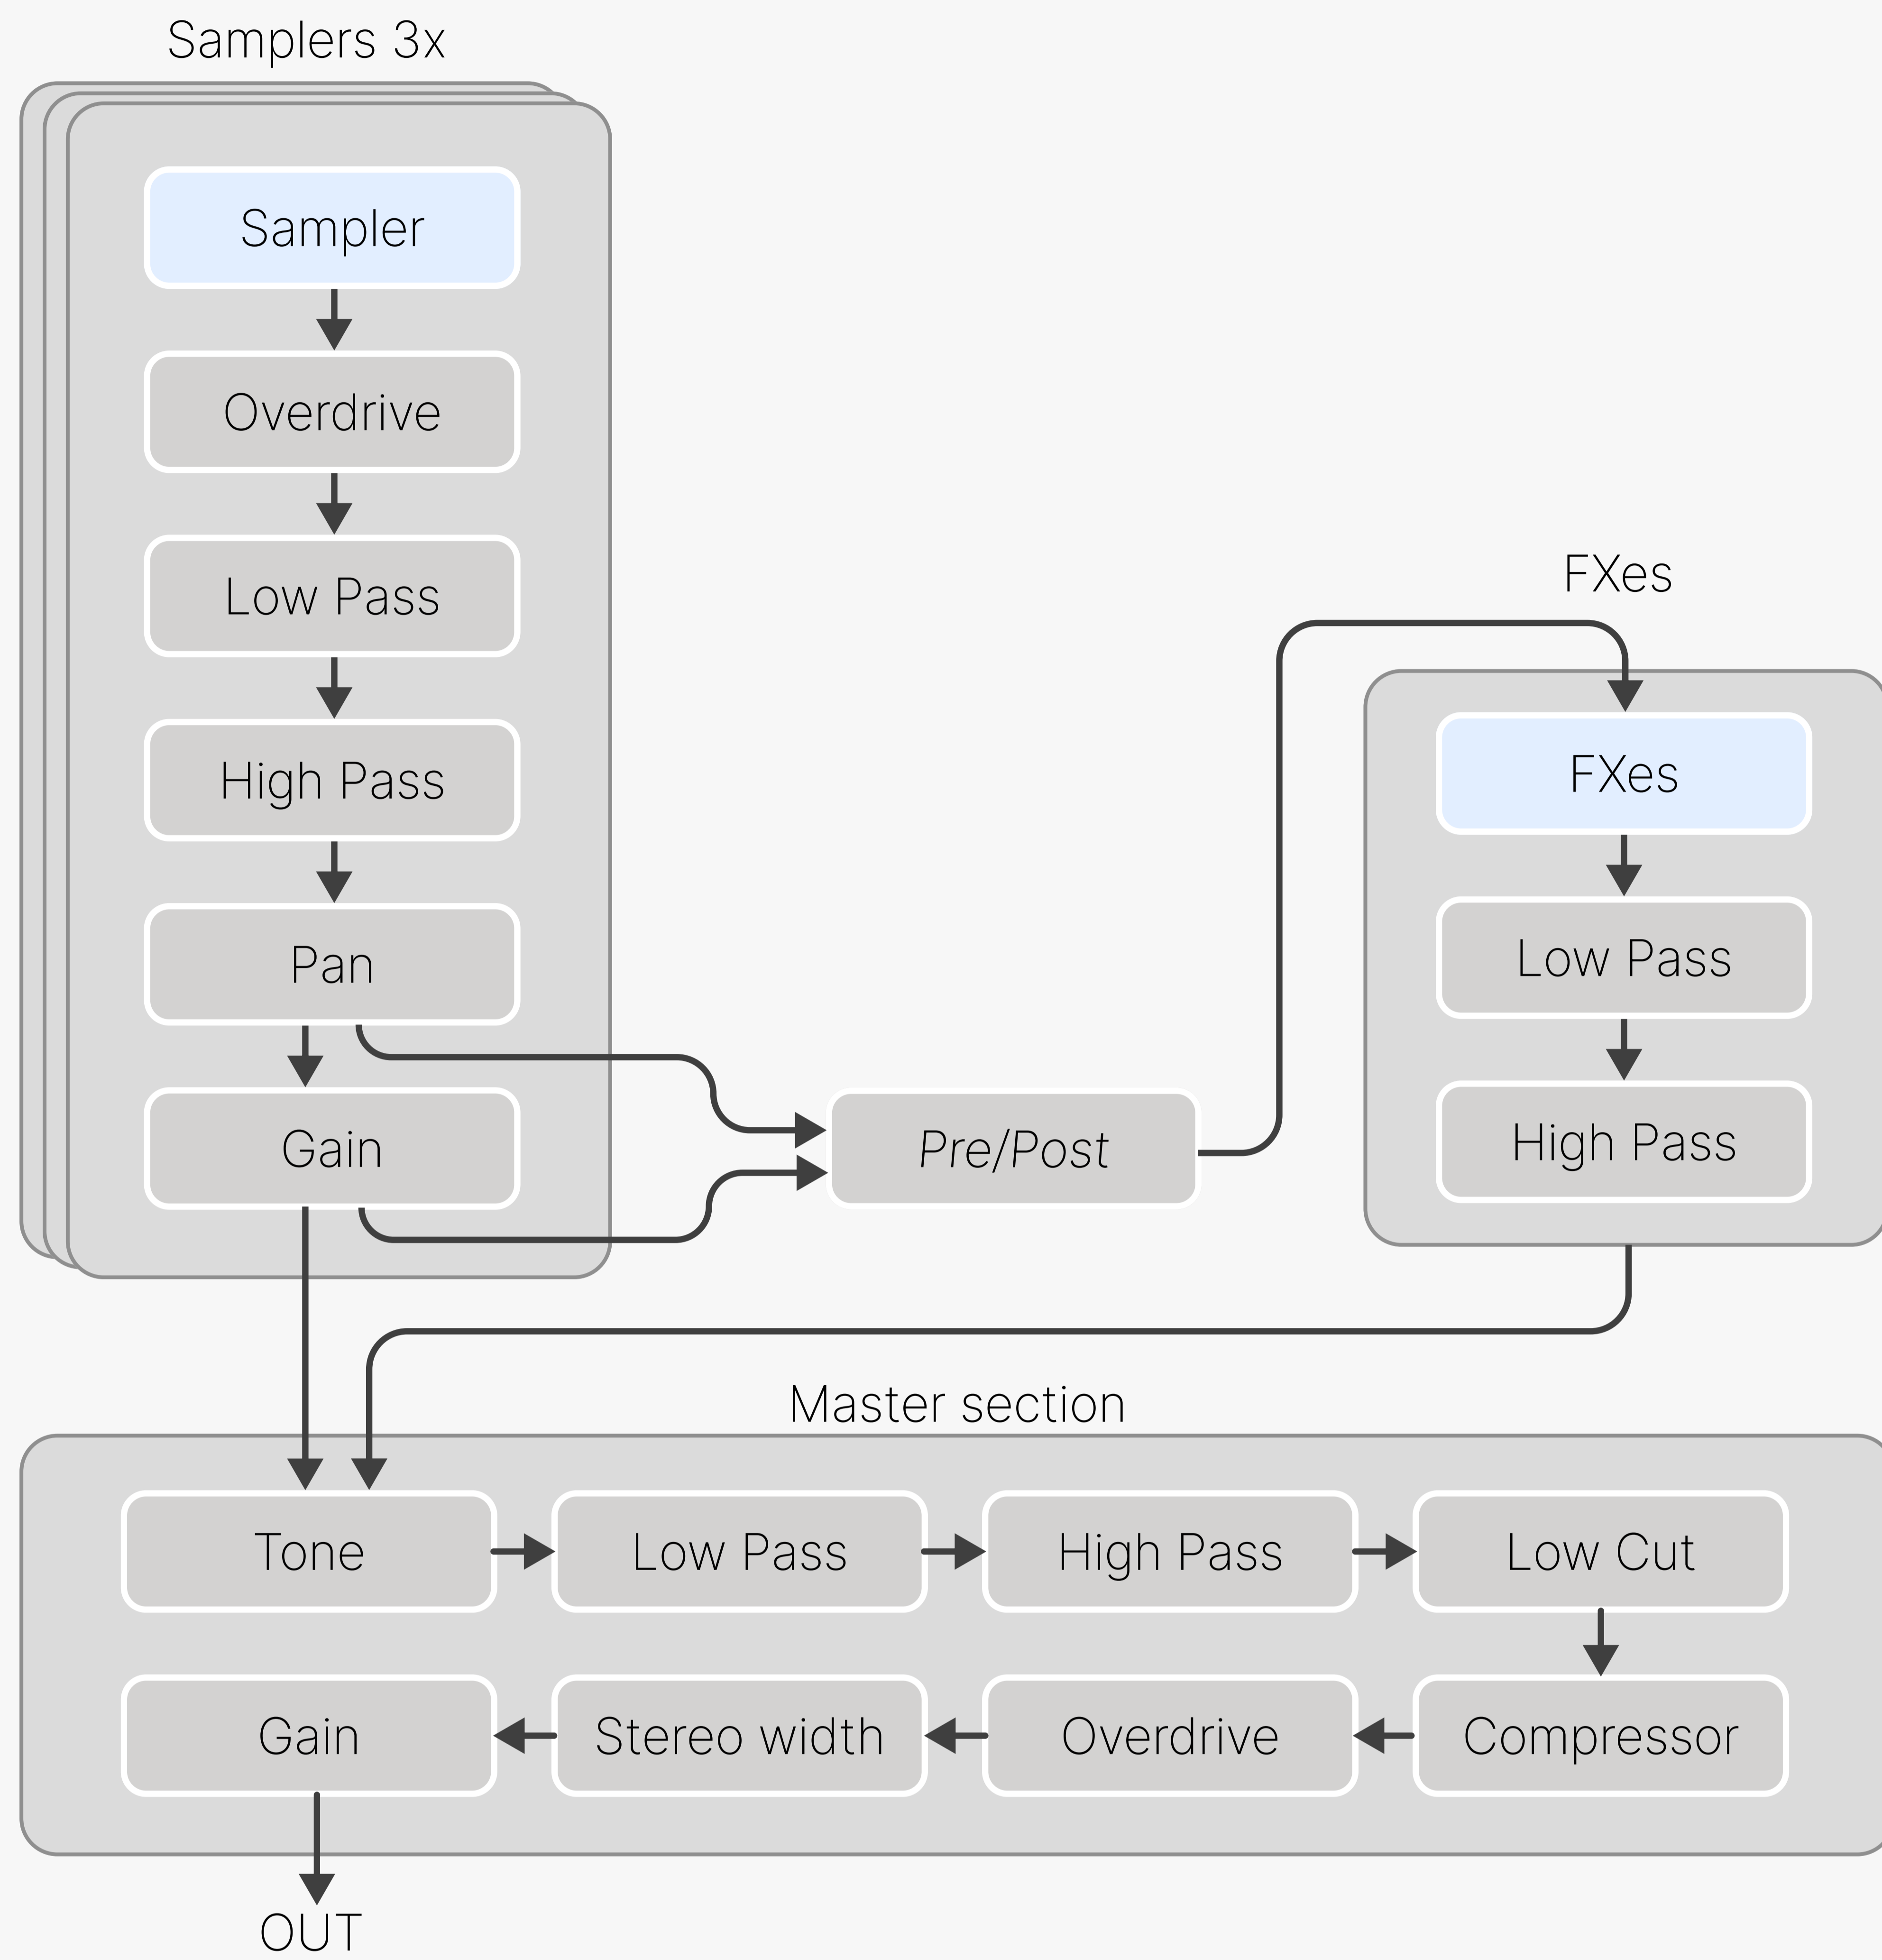 Samplers 3x
Sampler
Overdrive
Low Pass
High Pass
Pan
Gain
Pre/Post
FXes
FXes
Low Pass
High Pass
Master section
Tone
Low Pass
High Pass
Low Cut
Gain
Stereo width
Overdrive
Compressor
OUT